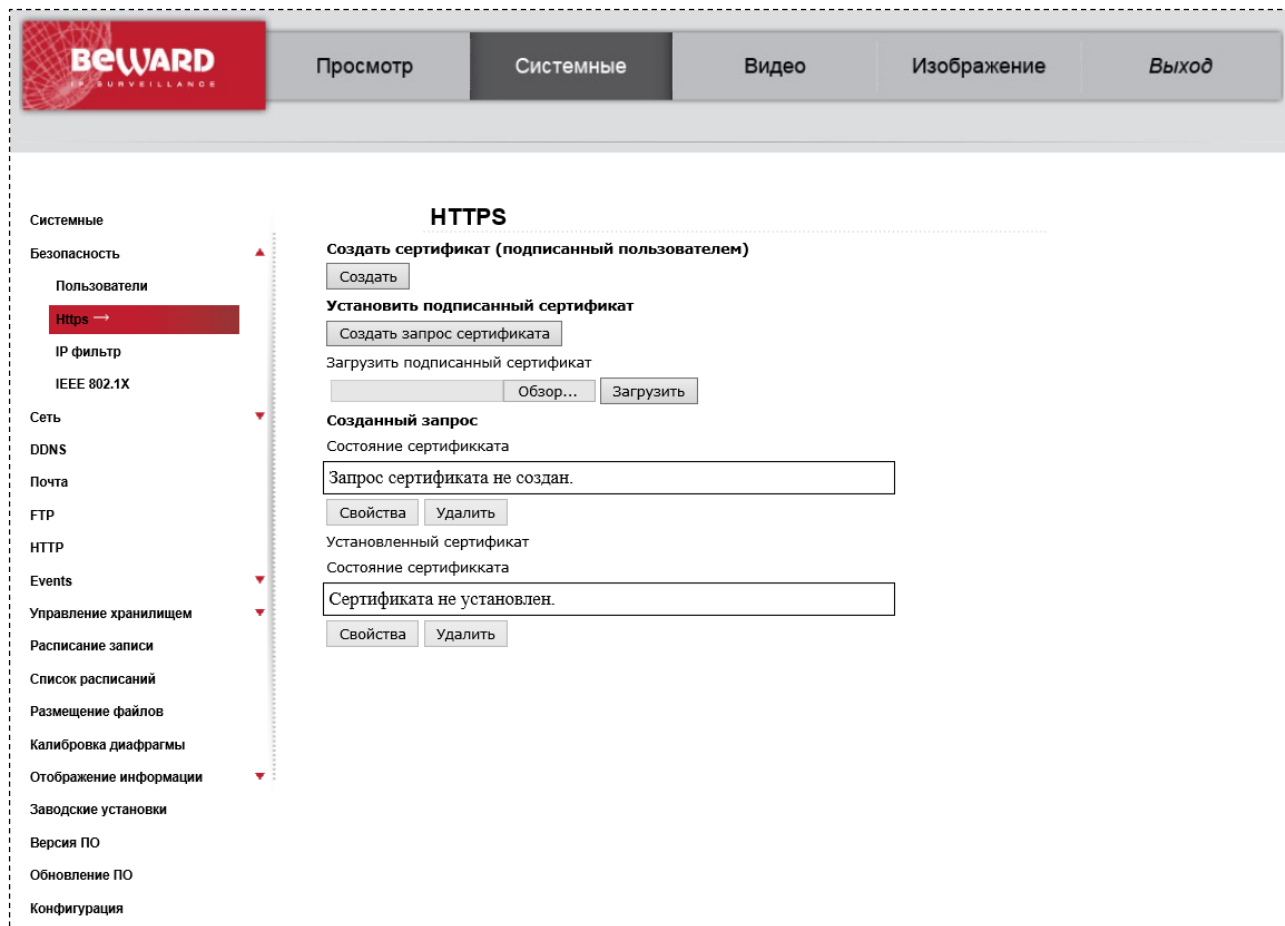 BEWARD
IP SURVEILLANCE
Просмотр
Системные
Видео
Изображение
Выход
Системные
Безопасность
Пользователи
Https →
IP фильтр
IEEE 802.1X
Сеть
DDNS
Почта
FTP
HTTP
Events
Управление хранилищем
Расписание записи
Список расписаний
Размещение файлов
Калибровка диафрагмы
Отображение информации
Заводские установки
Версия ПО
Обновление ПО
Конфигурация
HTTPS
Создать сертификат (подписанный пользователем)
Создать
Установить подписанный сертификат
Создать запрос сертификата
Загрузить подписанный сертификат
Обзор... Загрузить
Созданный запрос
Состояние сертификката
Запрос сертификата не создан.
Свойства Удалить
Установленный сертификат
Состояние сертификката
Сертификата не установлен.
Свойства Удалить